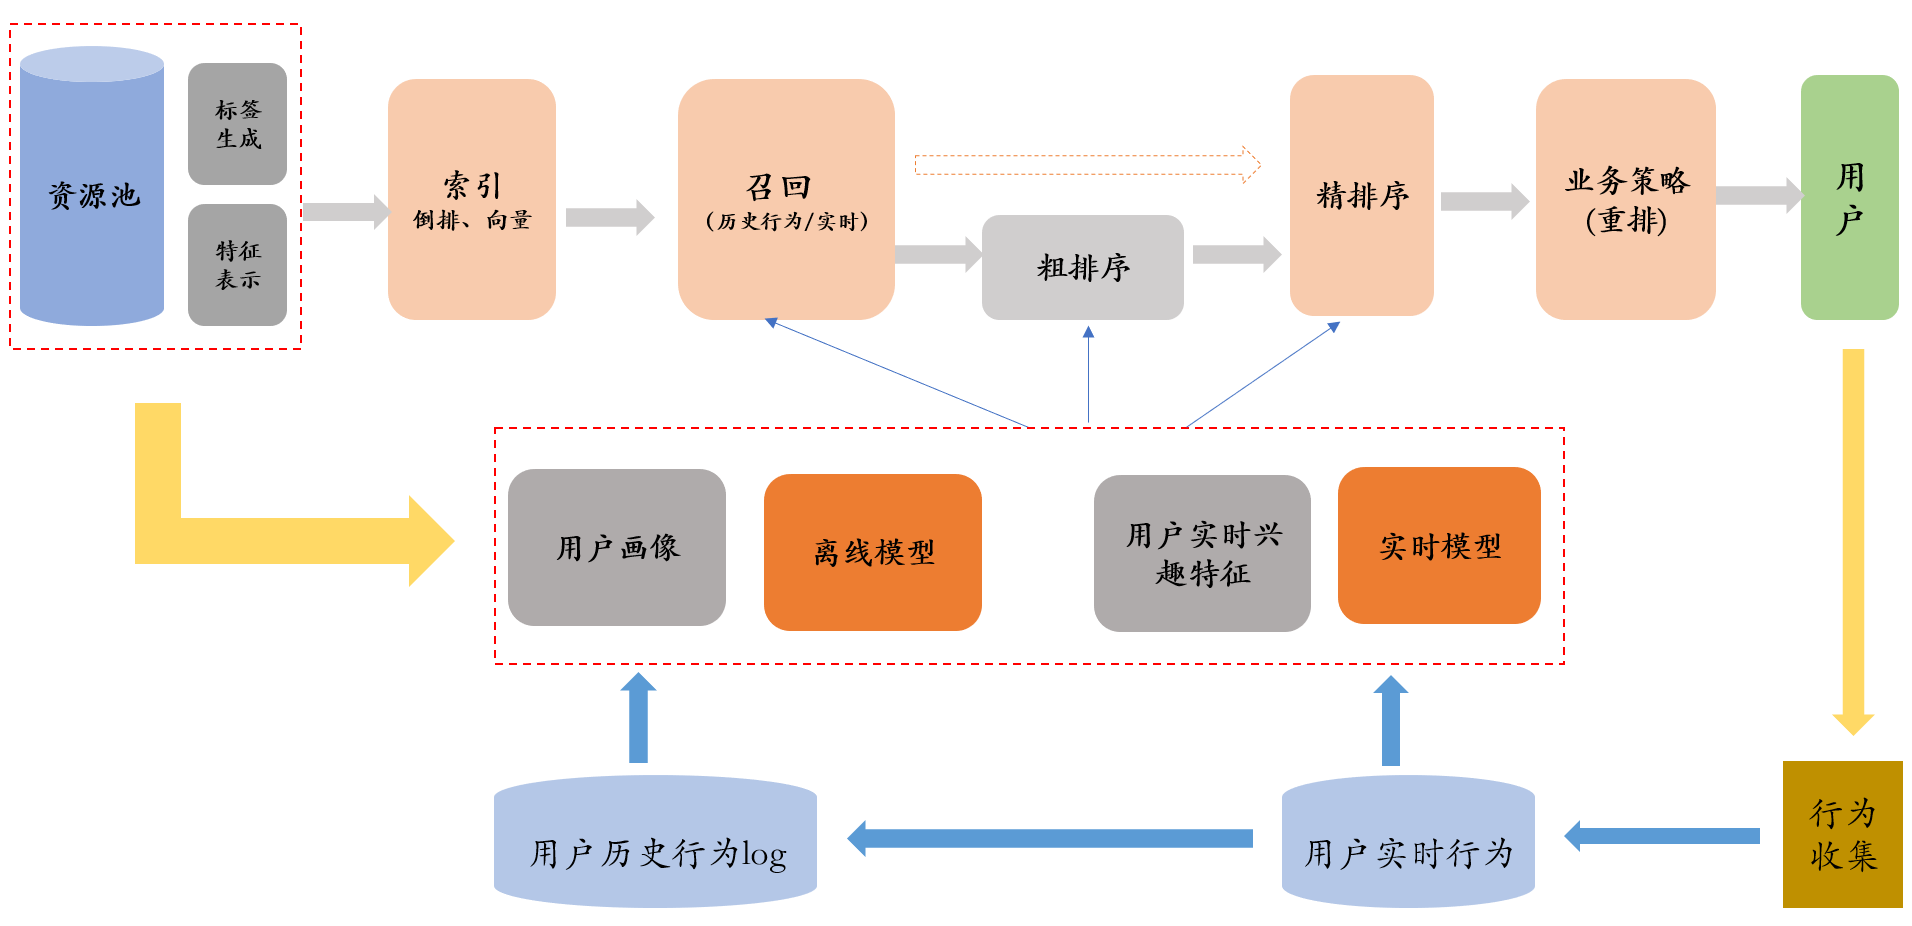 资源池
标签
生成
特征
表示
索引
倒排、向量
召回
(历史行为/实时)
粗排序
精排序
业务策略
(重排)
用
户
用户画像
离线模型
用户实时兴
趣特征
实时模型
用户历史行为log
用户实时行为
行为
收集